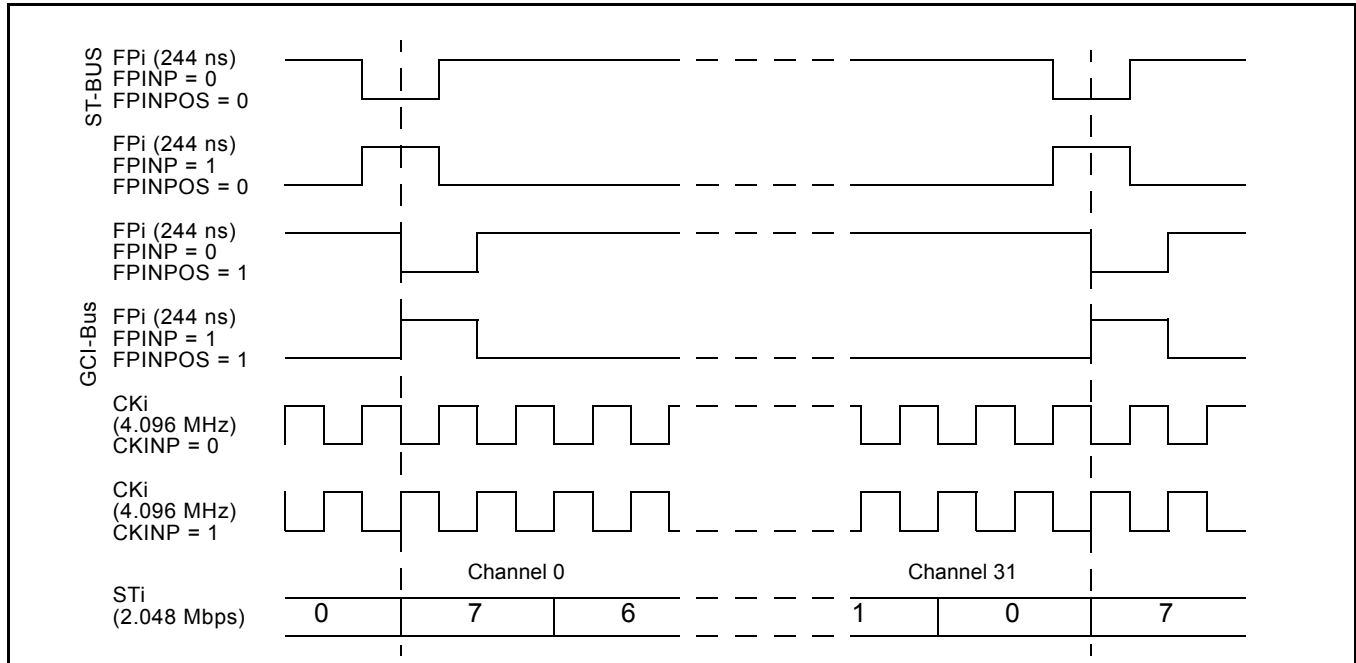 ST-BUS
FPi (244 ns)
FPINP = 0
FPINPOS = 0
FPi (244 ns)
FPINP = 1
FPINPOS = 0
FPi (244 ns)
FPINP = 0
FPINPOS = 1
GCI-Bus
FPi (244 ns)
FPINP = 1
FPINPOS = 1
CKi
(4.096 MHz)
CKINP = 0
CKi
(4.096 MHz)
CKINP = 1
Channel 0 Channel 31
STi
(2.048 Mbps)
0 7 6 1 0 7